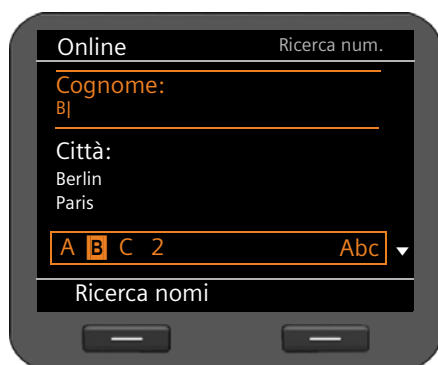 Online Ricerca num.
Cognome:
B|
Città:
Berlin
Paris
A B C 2 Abc
Ricerca nomi